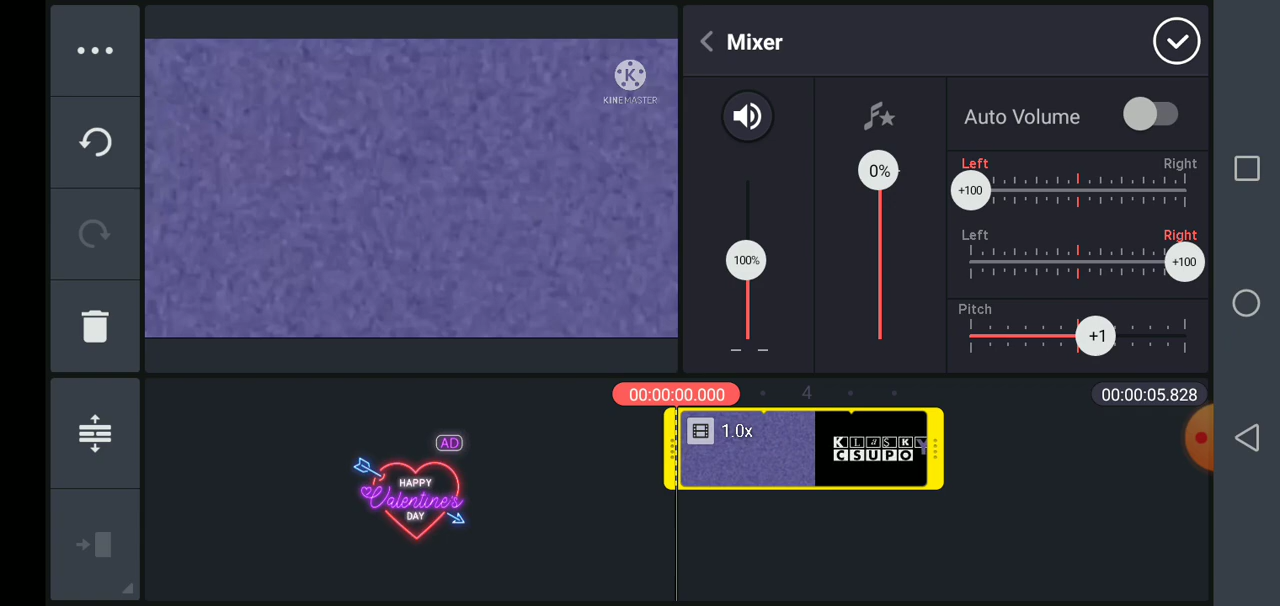 Mixer
K
KINEMASTER
Auto Volume
0%
Left Right
+100
Left Right
100%
+100
Pitch
+1
00:00:00.000
4
00:00:05.828
1.0x
AD
HAPPY
Valentine's
DAY
CSUPO